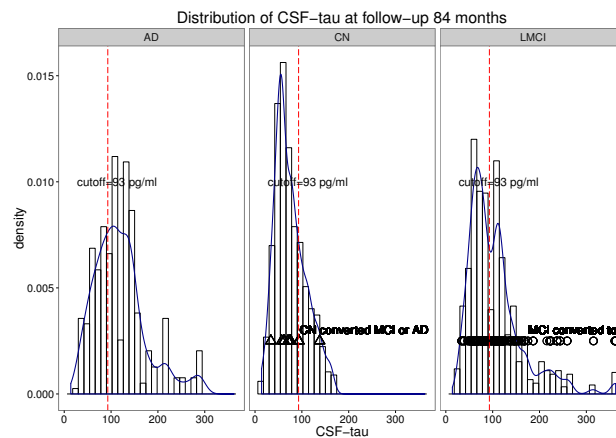 Distribution of CSF−tau at follow−up 84 months
AD
CN
LMCI
0.015
0.010
0.005
0.000
density
cutoff=93 pg/ml
cutoff=93 pg/ml
cutoff=93 pg/ml
CN converted MCI or AD
MCI converted to
0 100 200 300
0 100 200 300
0 100 200 300
CSF−tau